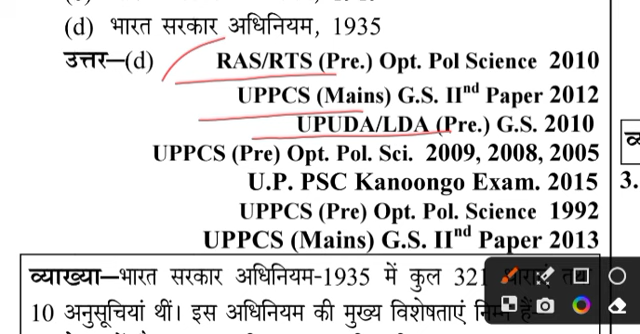 (d) भारत सरकार अधिनियम, 1935
उत्तर–(d) RAS/RTS (Pre.) Opt. Pol Science 2010
UPPCS (Mains) G.S. IInd Paper 2012
UPUDA/LDA (Pre.) G.S. 2010
UPPCS (Pre) Opt. Pol. Sci. 2009, 2008, 2005
U.P. PSC Kanoongo Exam. 2015
3.
UPPCS (Pre) Opt. Pol. Science 1992
UPPCS (Mains) G.S. IInd Paper 2013
व्याख्या–भारत सरकार अधिनियम-1935 में कुल 321
10 अनुसूचियां थीं। इस अधिनियम की मुख्य विशेषताएं